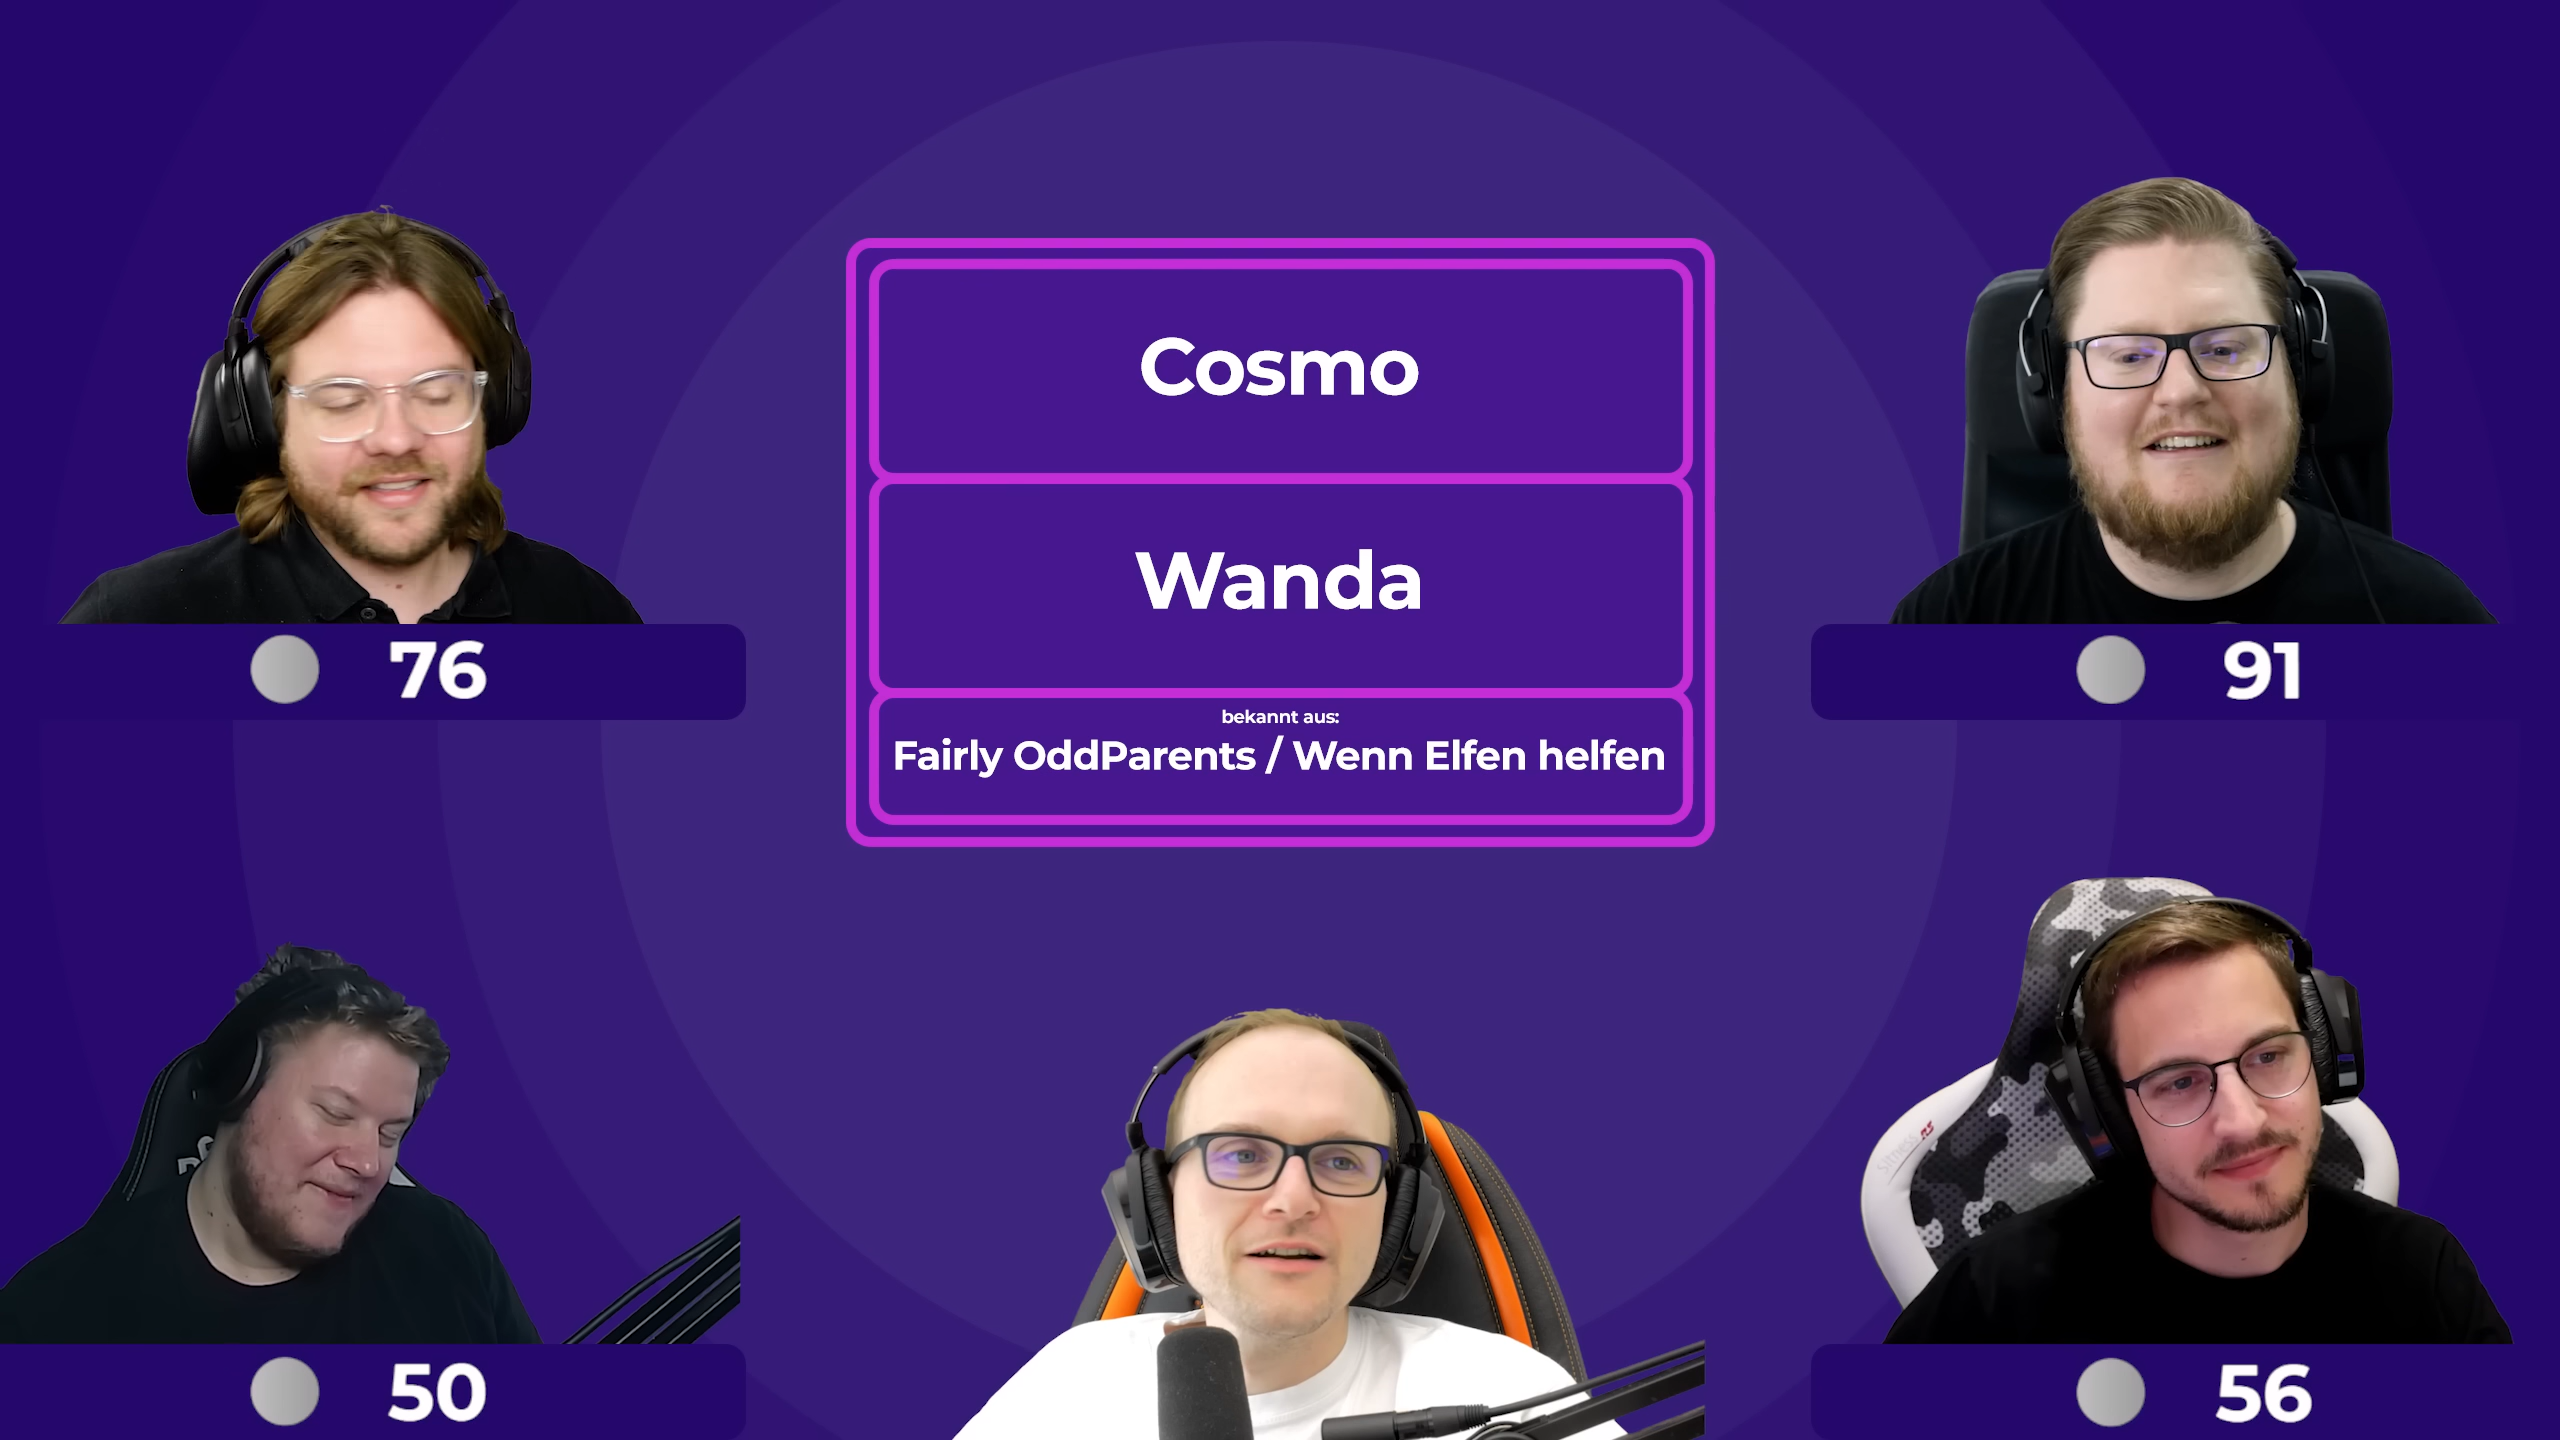 Cosmo
Wanda
bekannt aus:
Fairly OddParents / Wenn Elfen helfen
76
91
50
56